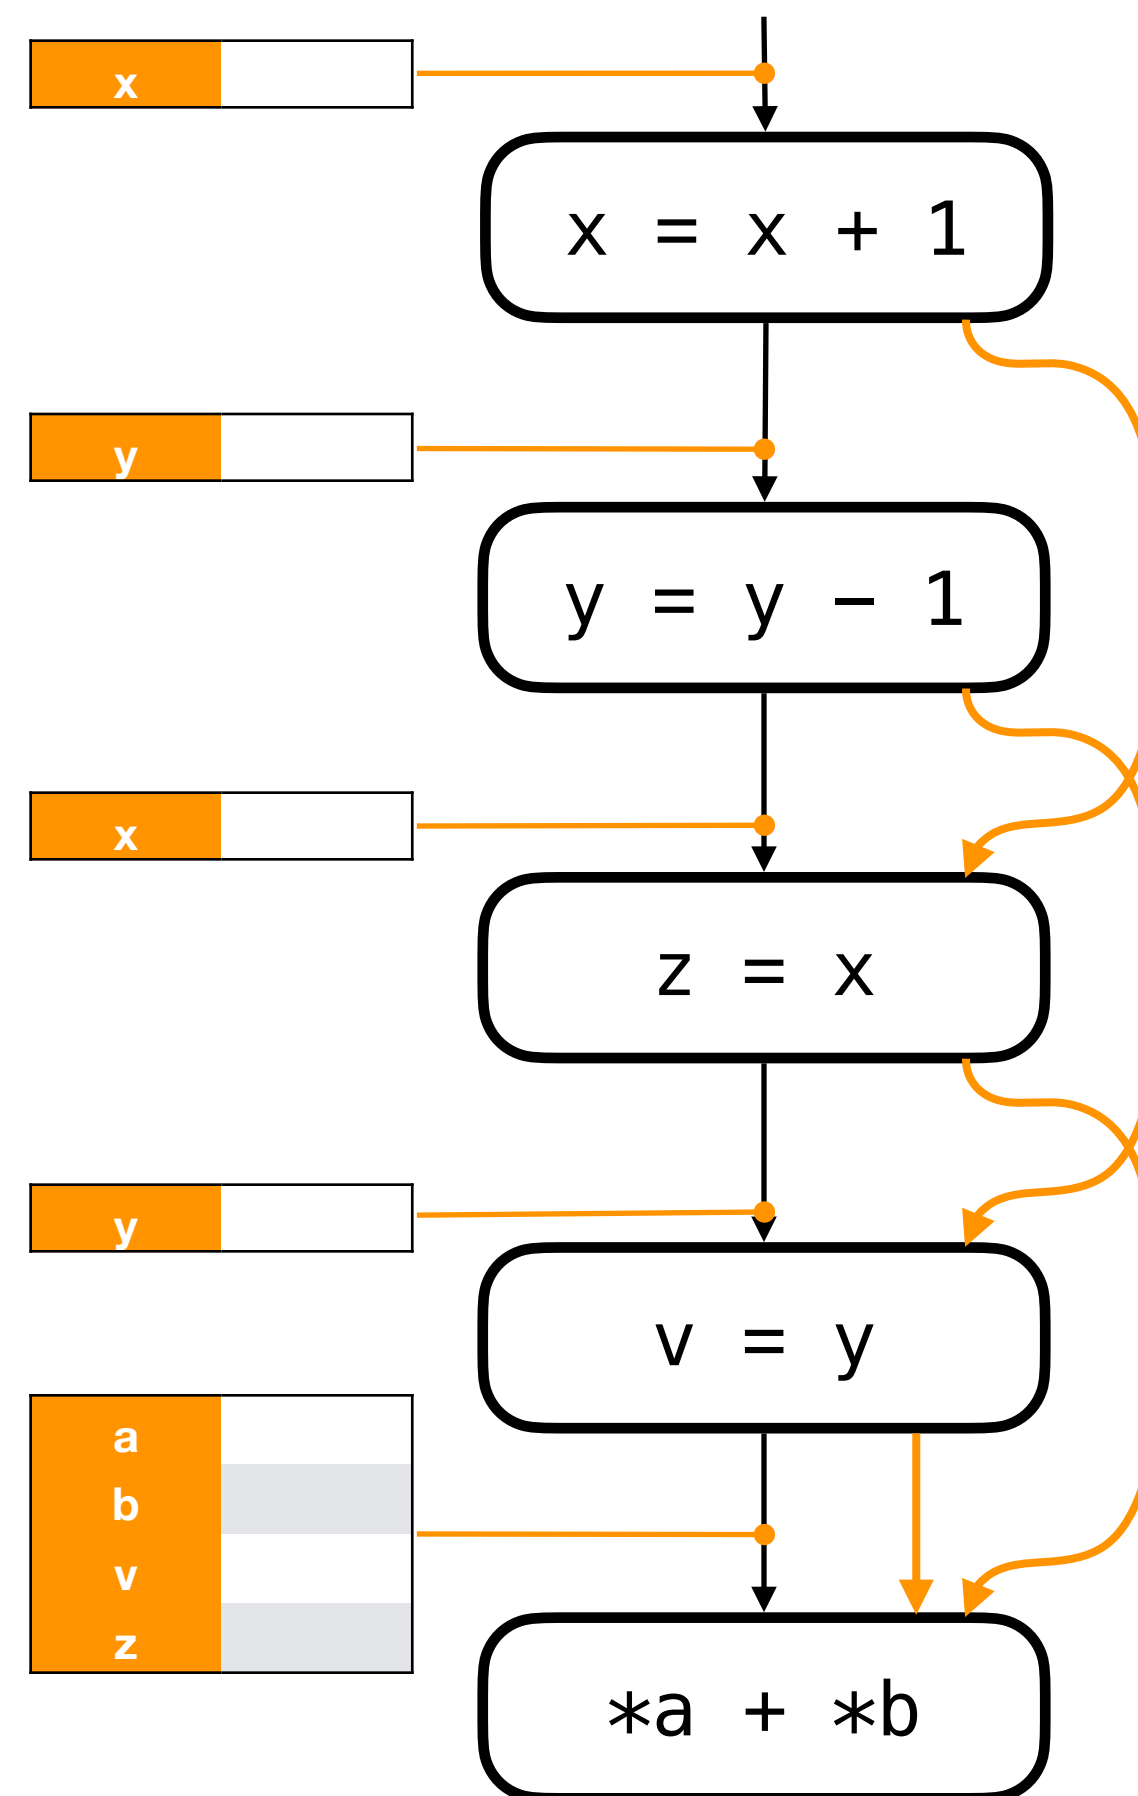 x
x = x + 1
y
y = y − 1
x
z = x
y
v = y
a
b
v
z
*a + *b